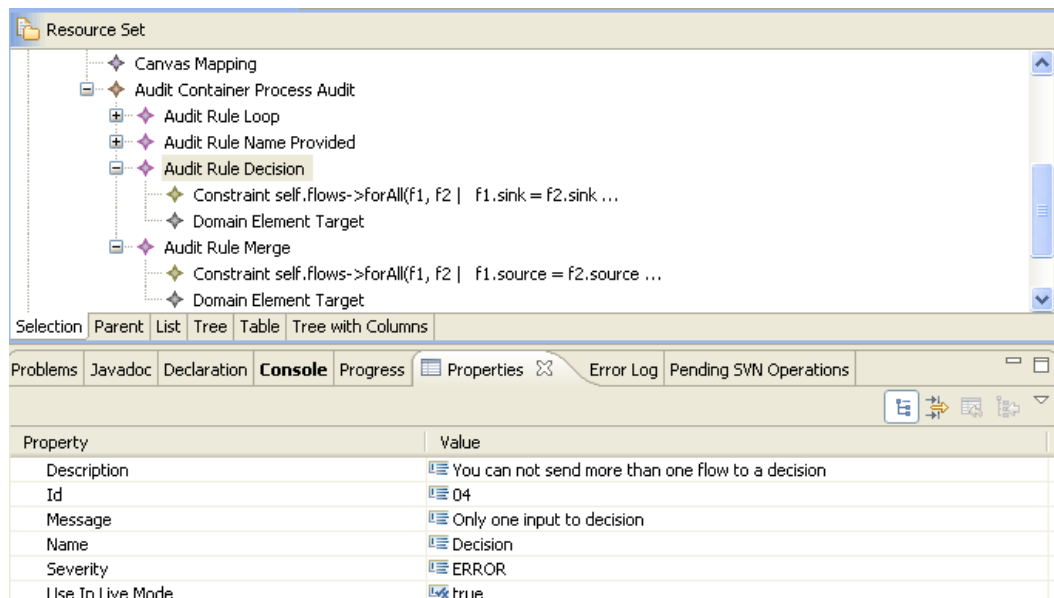 Resource Set
Canvas Mapping
Audit Container Process Audit
Audit Rule Loop
Audit Rule Name Provided
Audit Rule Decision
Constraint self.flows->forAll(f1, f2 | f1.sink = f2.sink ...
Domain Element Target
Audit Rule Merge
Constraint self.flows->forAll(f1, f2 | f1.source = f2.source ...
Domain Element Target
Selection Parent List Tree Table Tree with Columns
Problems Javadoc Declaration Console Progress Properties Error Log Pending SVN Operations
Property Value
Description You can not send more than one flow to a decision
Id 04
Message Only one input to decision
Name Decision
Severity ERROR
Use In Live Mode true